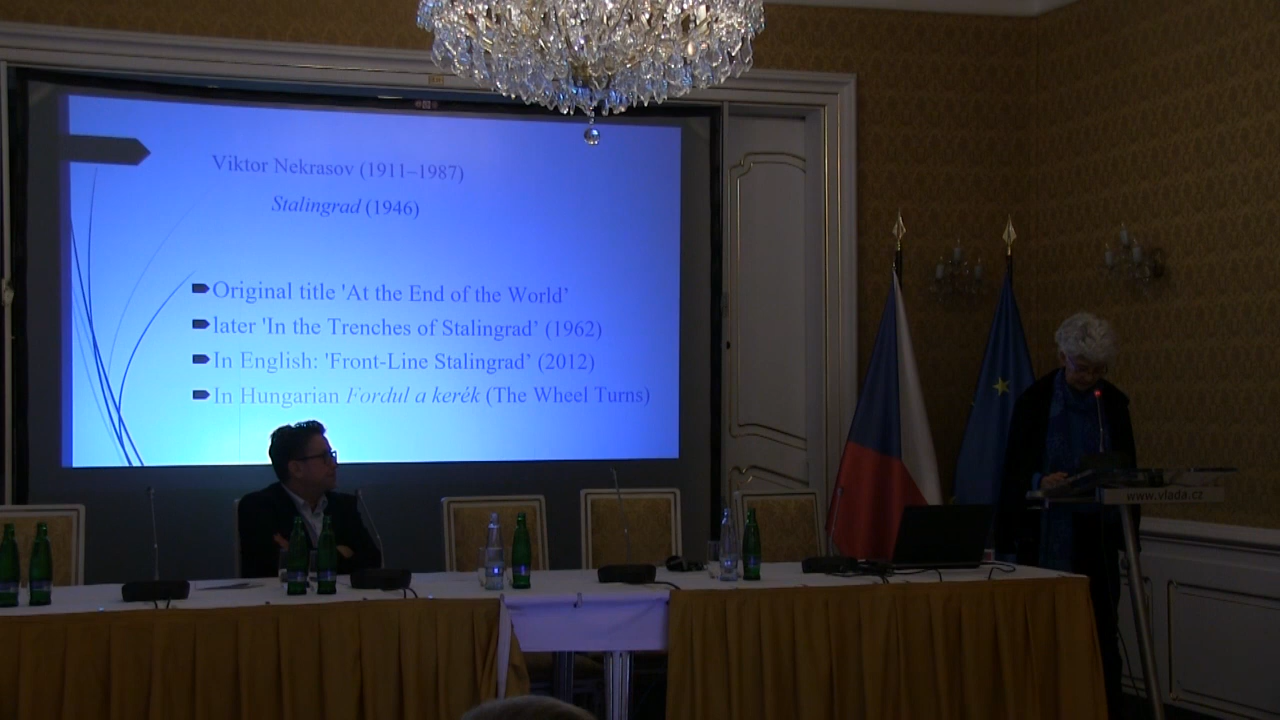 Viktor Nekrasov (1911–1987)
Stalingrad (1946)
Original title 'At the End of the World’
later 'In the Trenches of Stalingrad’ (1962)
In English: 'Front-Line Stalingrad’ (2012)
In Hungarian Fordul a kerék (The Wheel Turns)
www.vlada.cz